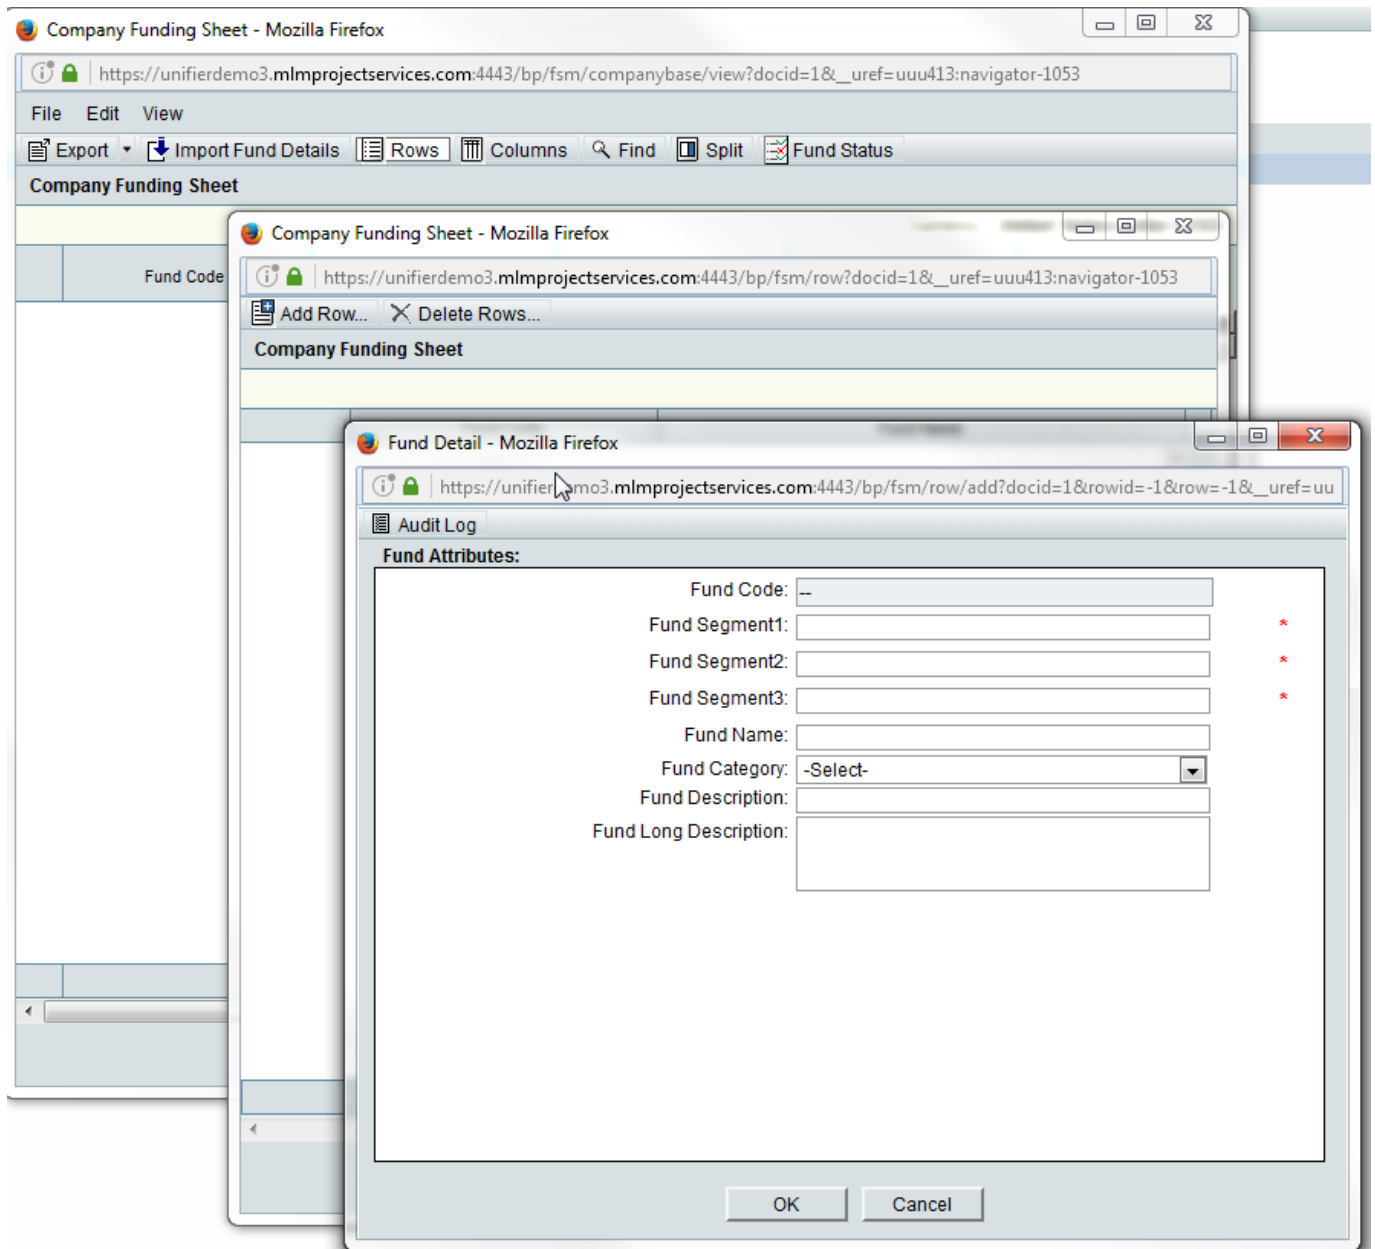 Company Funding Sheet - Mozilla Firefox
https://unifierdemo3.mlmprojectservices.com:4443/bp/fsm/companybase/view?docid=1&__uref=uuu413:navigator-1053
File Edit View
Export Import Fund Details Rows Columns Find Split Fund Status
Company Funding Sheet
Fund Code
Company Funding Sheet - Mozilla Firefox
https://unifierdemo3.mlmprojectservices.com:4443/bp/fsm/row?docid=1&__uref=uuu413:navigator-1053
Add Row... Delete Rows...
Company Funding Sheet
Fund Detail - Mozilla Firefox
https://unifierdemo3.mlmprojectservices.com:4443/bp/fsm/row/add?docid=1&rowid=-1&row=-1&__uref=uu
Audit Log
Fund Attributes:
Fund Code: --
Fund Segment1: *
Fund Segment2: *
Fund Segment3: *
Fund Name:
Fund Category: -Select-
Fund Description:
Fund Long Description:
OK Cancel